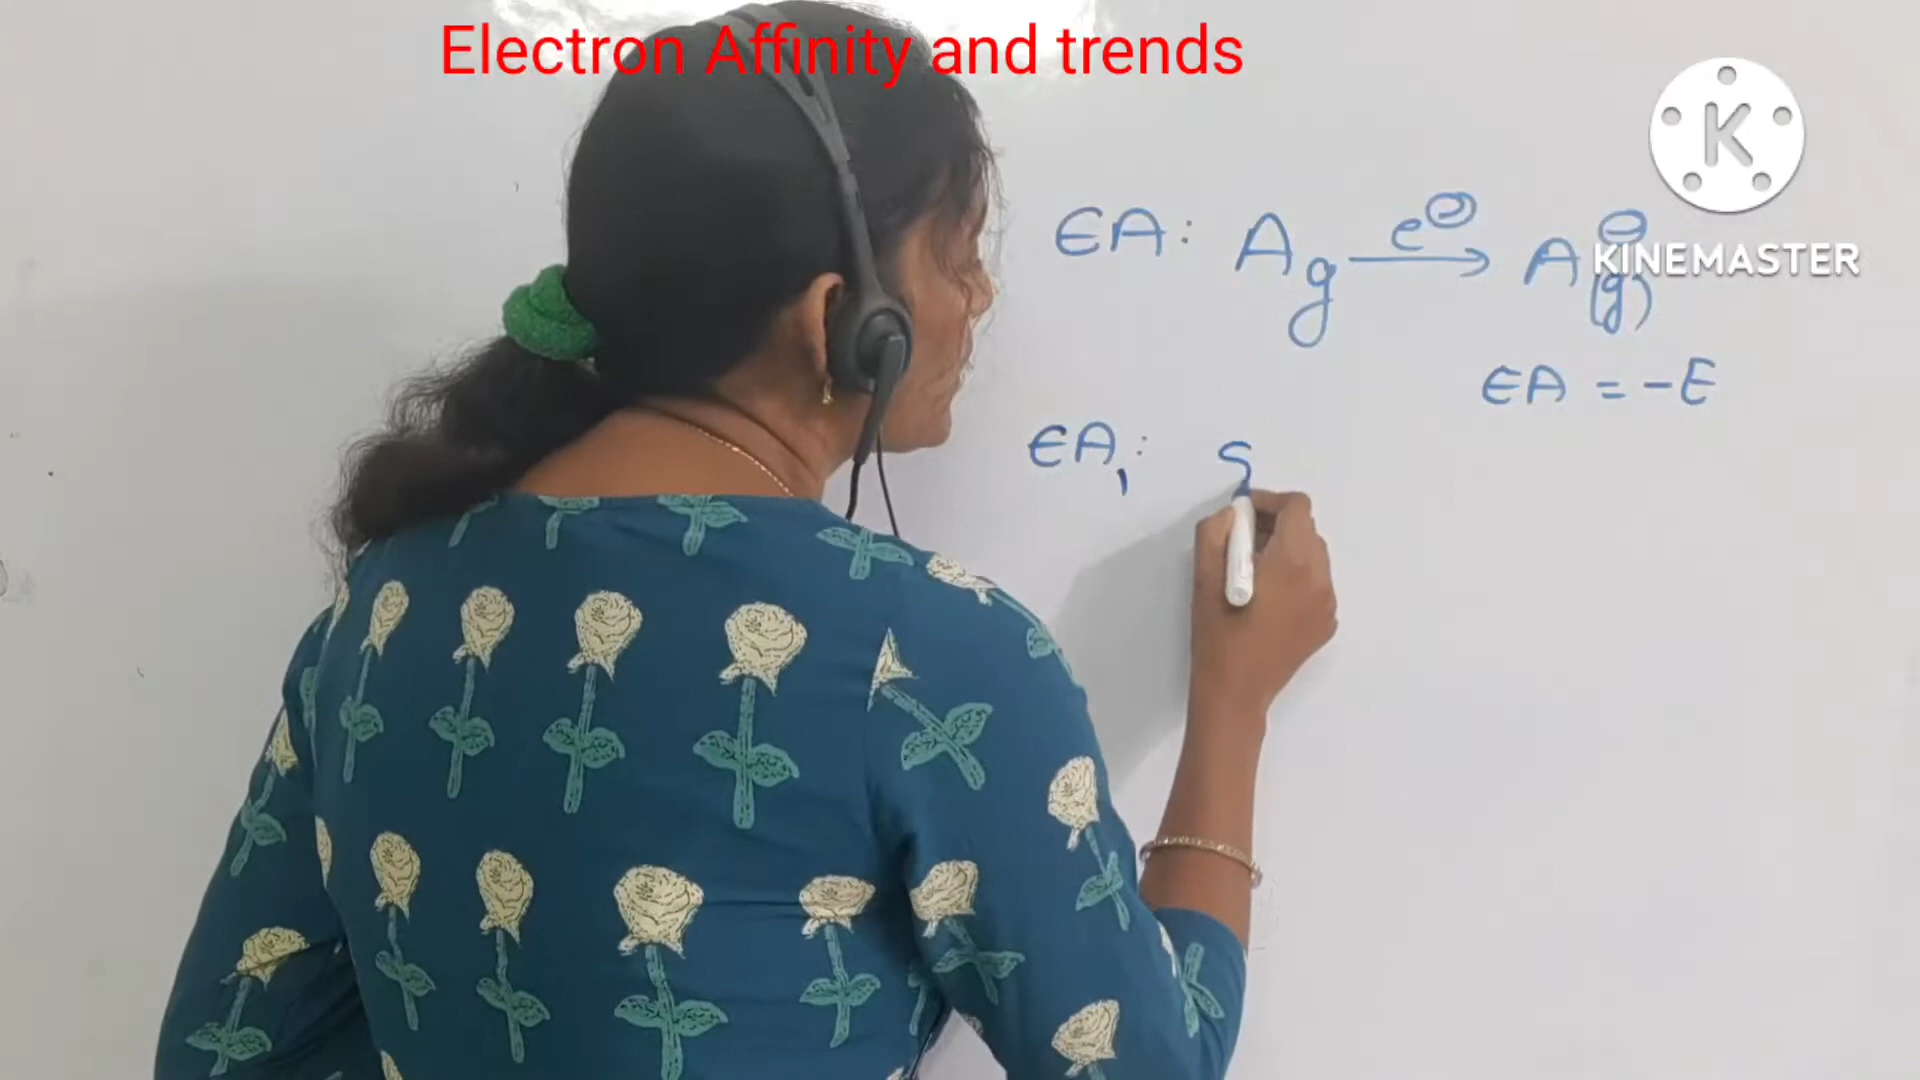 Electron Affinity and trends
K
KINEMASTER
EA: Ag e⊖→ A⊖(g)
EA = -E
EA₁: S